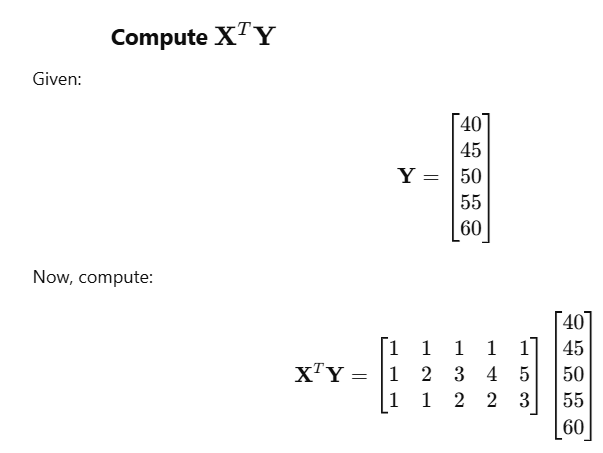 Compute X^T Y
Given:
Y = [40
45
50
55
60]
Now, compute:
X^T Y = [1 1 1 1 1
1 2 3 4 5
1 1 2 2 3] [40
45
50
55
60]